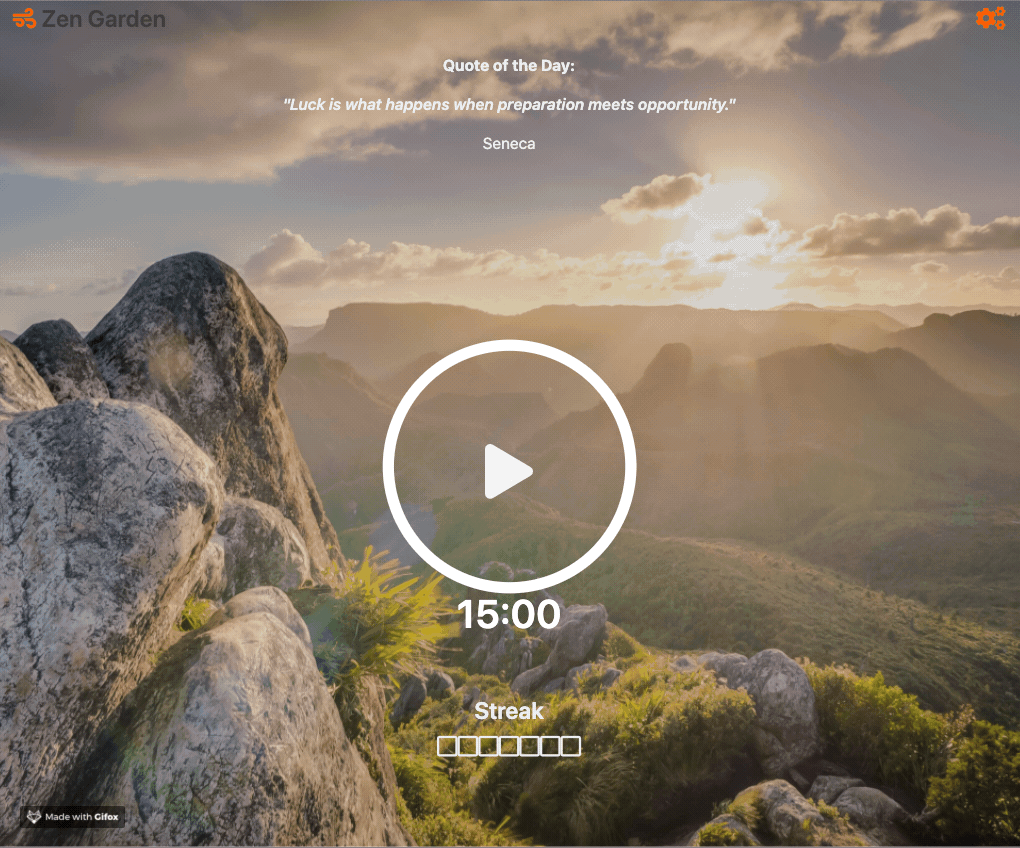 Zen Garden
Quote of the Day:
"Luck is what happens when preparation meets opportunity."
Seneca
15:00
Streak
Made with Gifox